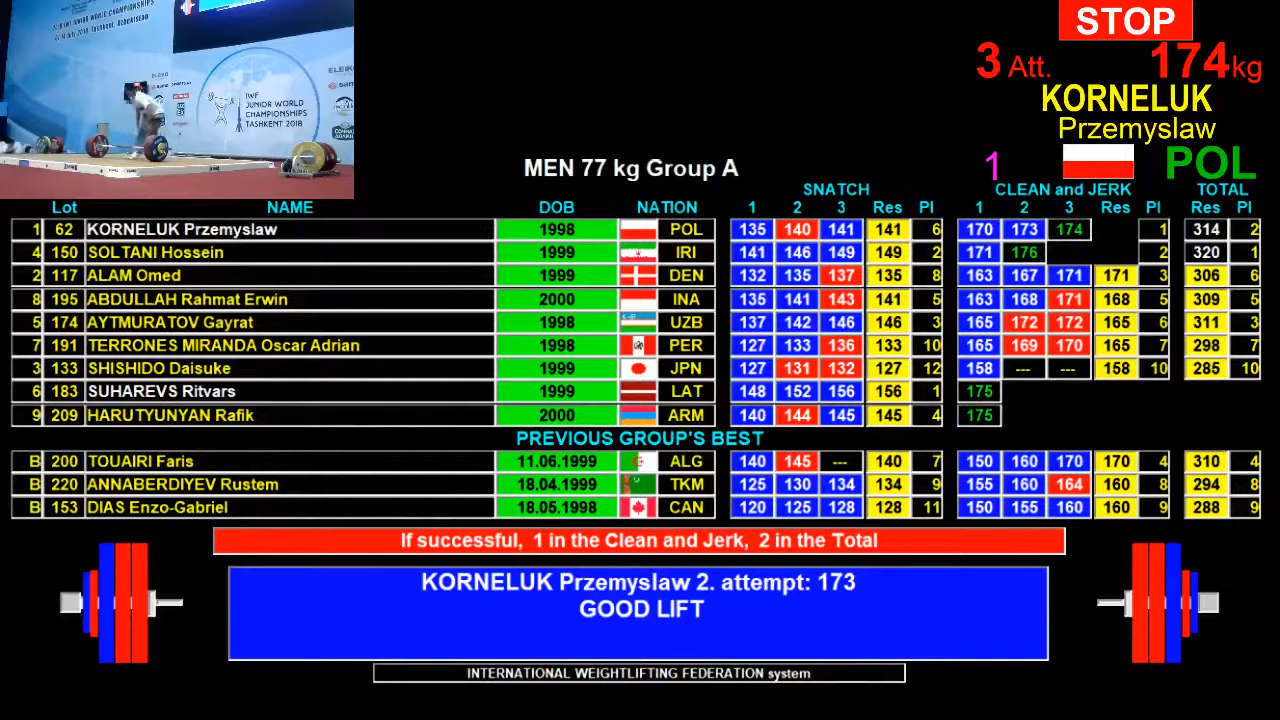 2018 IWF JUNIOR WORLD CHAMPIONSHIPS
IWF
JUNIOR WORLD
CHAMPIONSHIPS
TASHKENT 2018
STOP
3 Att. 174kg
KORNELUK
Przemyslaw
1 POL
MEN 77 kg Group A
SNATCH CLEAN and JERK TOTAL
Lot NAME DOB NATION 1 2 3 Res Pl 1 2 3 Res Pl Res Pl
1 62 KORNELUK Przemyslaw 1998 POL 135 140 141 141 6 170 173 174 1 314 2
4 150 SOLTANI Hossein 1999 IRI 141 146 149 149 2 171 176 2 320 1
2 117 ALAM Omed 1999 DEN 132 135 137 135 8 163 167 171 171 3 306 6
8 195 ABDULLAH Rahmat Erwin 2000 INA 135 141 143 141 5 163 168 171 168 5 309 5
5 174 AYTMURATOV Gayrat 1998 UZB 137 142 146 146 3 165 172 172 165 6 311 3
7 191 TERRONES MIRANDA Oscar Adrian 1998 PER 127 133 136 133 10 165 169 170 165 7 298 7
3 133 SHISHIDO Daisuke 1999 JPN 127 131 132 127 12 158 --- --- 158 10 285 10
6 183 SUHAREVS Ritvars 1999 LAT 148 152 156 156 1 175
9 209 HARUTYUNYAN Rafik 2000 ARM 140 144 145 145 4 175
PREVIOUS GROUP'S BEST
B 200 TOUAIRI Faris 11.06.1999 ALG 140 145 --- 140 7 150 160 170 170 4 310 4
B 220 ANNABERDIYEV Rustem 18.04.1999 TKM 125 130 134 134 9 155 160 164 160 8 294 8
B 153 DIAS Enzo-Gabriel 18.05.1998 CAN 120 125 128 128 11 150 155 160 160 9 288 9
If successful, 1 in the Clean and Jerk, 2 in the Total
KORNELUK Przemyslaw 2. attempt: 173
GOOD LIFT
INTERNATIONAL WEIGHTLIFTING FEDERATION system